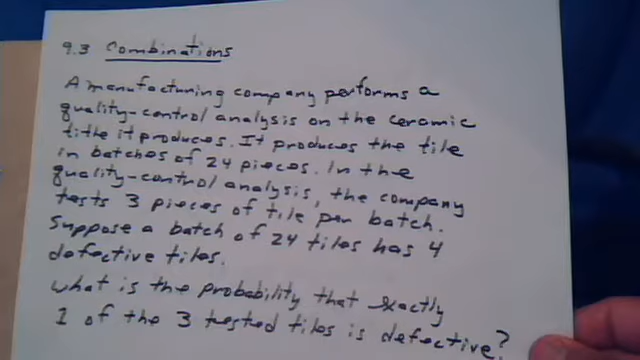 9.3 Combinations
A manufacturing company performs a
quality-control analysis on the ceramic
tithe it produces. It produces the tile
in batches of 24 pieces. In the
quality-control analysis, the company
tests 3 pieces of tile per batch.
Suppose a batch of 24 tiles has 4
defective tiles.
What is the probability that exactly
1 of the 3 tested tiles is defective?